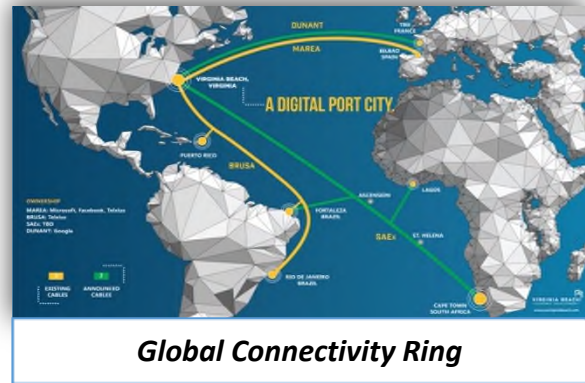 DUNANT
TBD
FRANCE
MAREA
BILBAO
SPAIN
VIRGINIA BEACH,
VIRGINIA
A DIGITAL PORT CITY
PUERTO RICO
BRUSA
OWNERSHIP
MAREA: Microsoft, Facebook, Telxius
BRUSA: Telxius
SAEx: TBD
DUNANT: Google
ASCENSION
LAGOS
FORTALEZA
BRAZIL
SAEx
ST. HELENA
RIO DE JANEIRO
BRAZIL
EXISTING
CABLES
ANNOUNCED
CABLES
CAPE TOWN
SOUTH AFRICA
VIRGINIA BEACH
Global Connectivity Ring